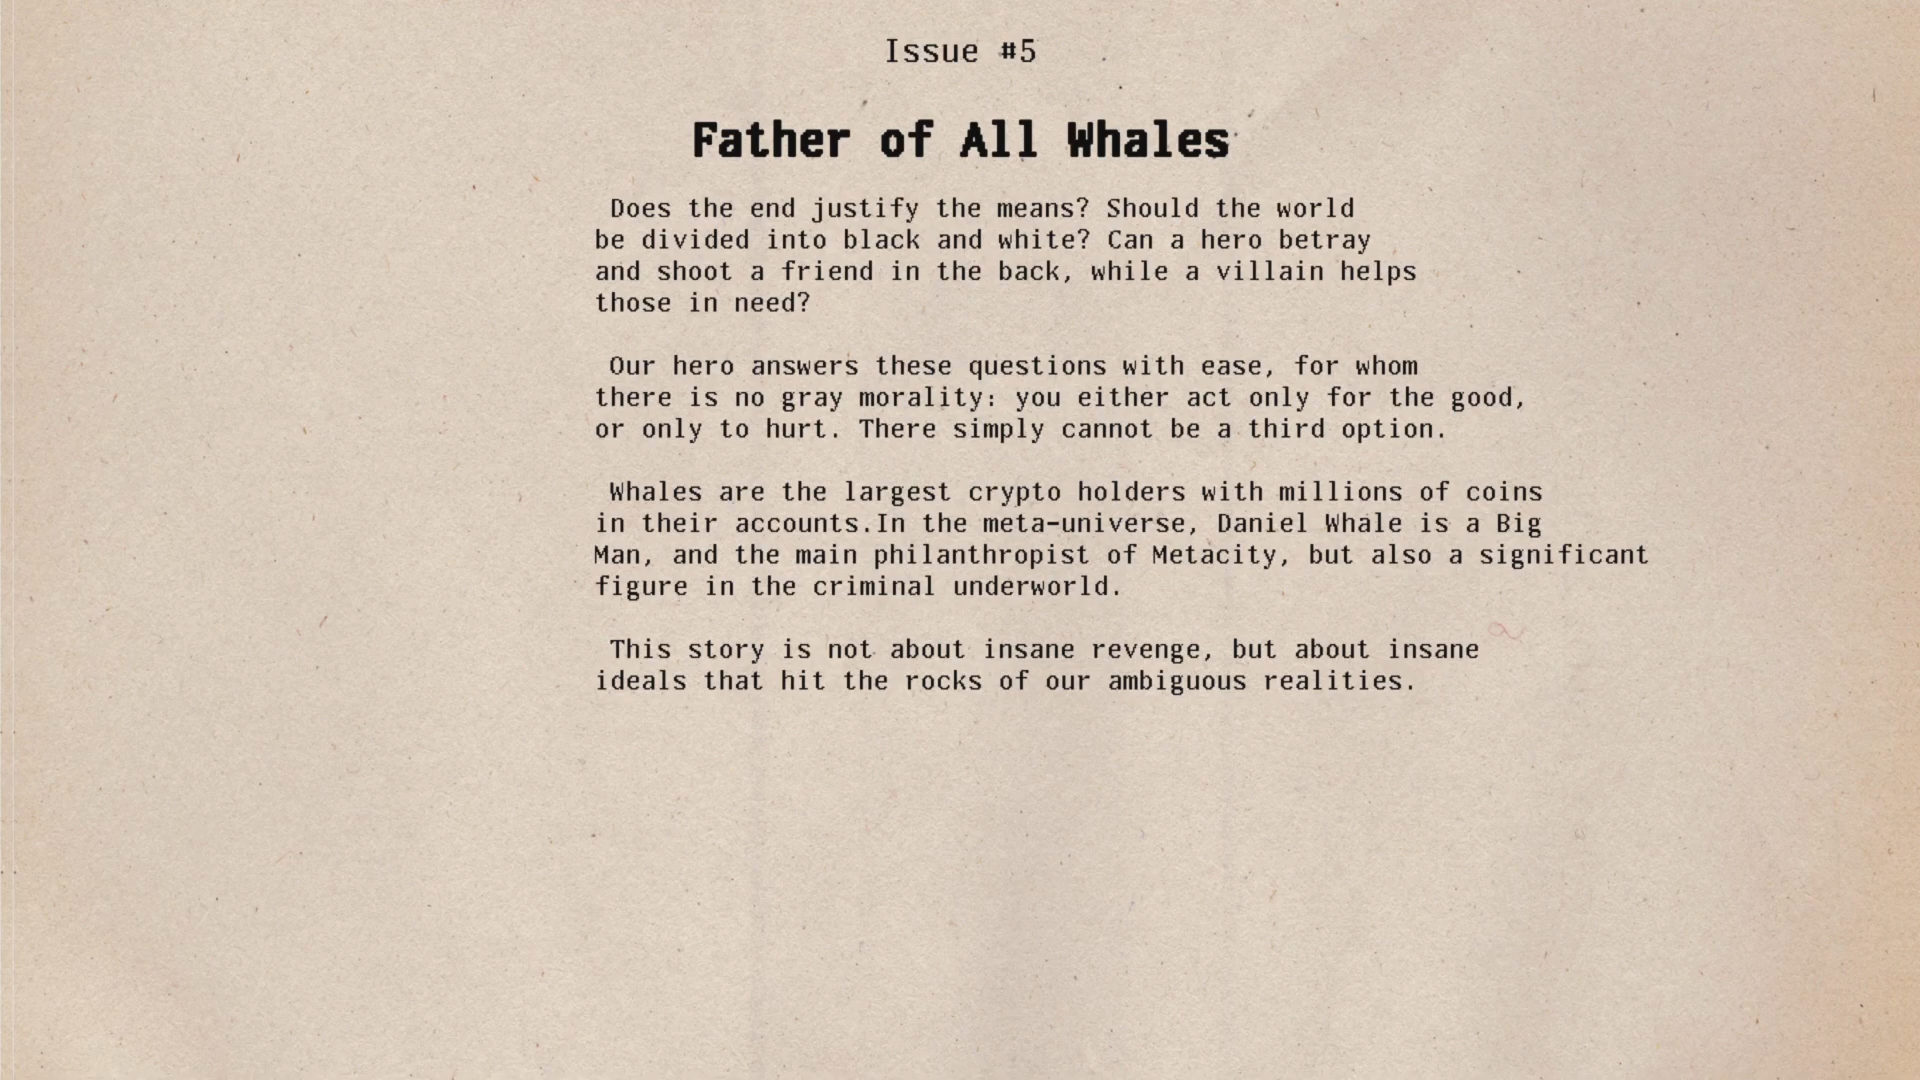 Issue #5
Father of All Whales
Does the end justify the means? Should the world
be divided into black and white? Can a hero betray
and shoot a friend in the back, while a villain helps
those in need?
Our hero answers these questions with ease, for whom
there is no gray morality: you either act only for the good,
or only to hurt. There simply cannot be a third option.
Whales are the largest crypto holders with millions of coins
in their accounts.In the meta-universe, Daniel Whale is a Big
Man, and the main philanthropist of Metacity, but also a significant
figure in the criminal underworld.
This story is not about insane revenge, but about insane
ideals that hit the rocks of our ambiguous realities.